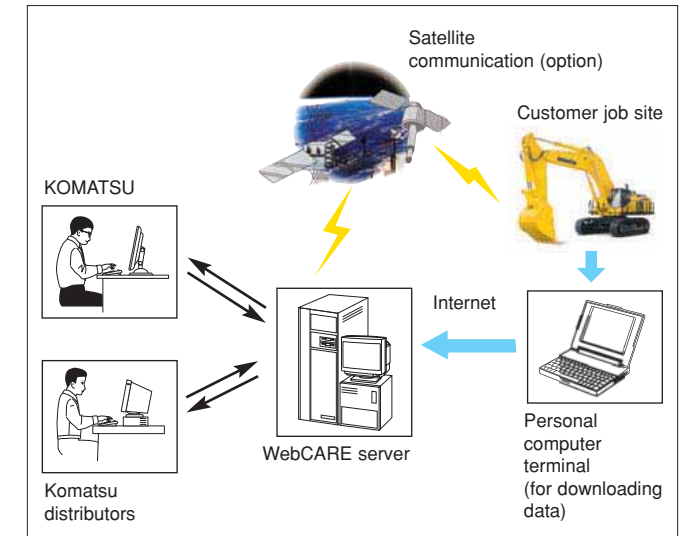 Satellite
communication (option)
Customer job site
KOMATSU
Internet
WebCARE server
Personal
computer
terminal
(for downloading
data)
Komatsu
distributors